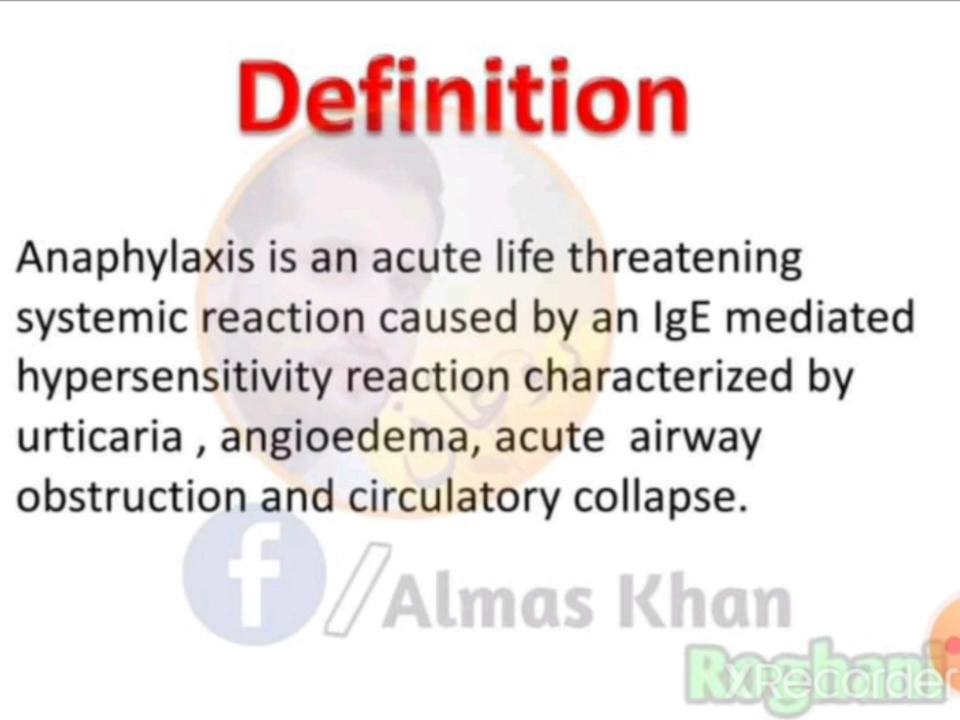 Definition
Anaphylaxis is an acute life threatening
systemic reaction caused by an IgE mediated
hypersensitivity reaction characterized by
urticaria , angioedema, acute  airway
obstruction and circulatory collapse.
f/Almas Khan
Roghani
XRecorder